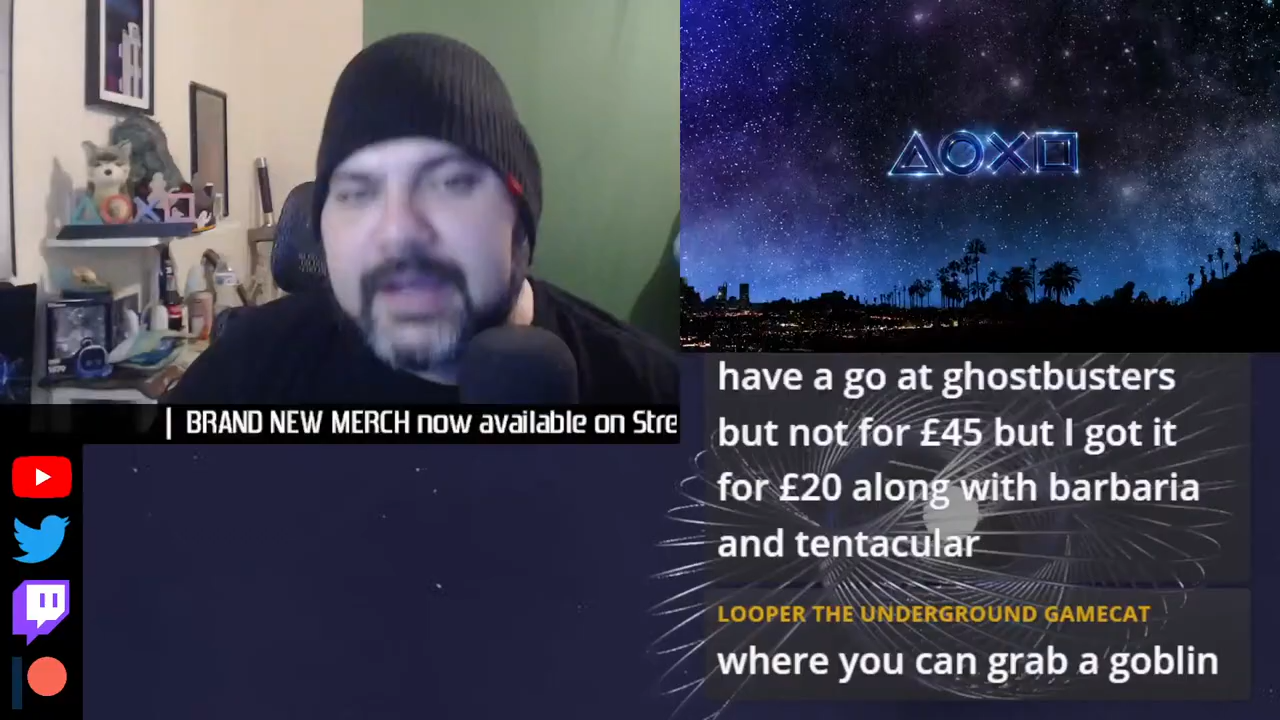 | BRAND NEW MERCH now available on Stre
have a go at ghostbusters
but not for £45 but I got it
for £20 along with barbaria
and tentacular
LOOPER THE UNDERGROUND GAMECAT
where you can grab a goblin